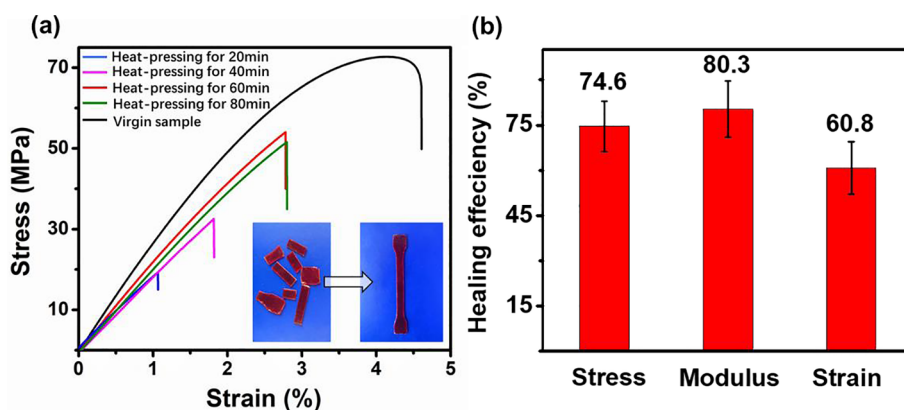 (a)
Heat-pressing for 20min
Heat-pressing for 40min
Heat-pressing for 60min
Heat-pressing for 80min
Virgin sample
Stress (MPa)
70
50
30
10
0 1 2 3 4 5
Strain (%)
(b)
Healing effeciency (%)
75
45
15
74.6
80.3
60.8
Stress Modulus Strain